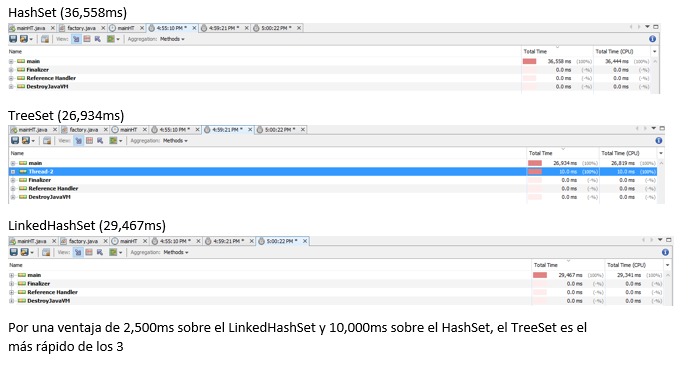 HashSet (36,558ms)
mainHT.java × factory.java × mainHT × 4:55:10 PM * × 4:59:21 PM * × 5:00:22 PM * ×
View: Aggregation: Methods
Name Total Time Total Time (CPU)
main 36,558 ms (100%) 36,444 ms (100%)
Finalizer 0.0 ms (-%) 0.0 ms (-%)
Reference Handler 0.0 ms (-%) 0.0 ms (-%)
DestroyJavaVM 0.0 ms (-%) 0.0 ms (-%)
TreeSet (26,934ms)
mainHT.java × factory.java × mainHT × 4:55:10 PM * × 4:59:21 PM * × 5:00:22 PM * ×
View: Aggregation: Methods
Name Total Time Total Time (CPU)
main 26,934 ms (100%) 26,819 ms (100%)
Thread-2 10.0 ms (100%) 10.0 ms (100%)
Finalizer 0.0 ms (-%) 0.0 ms (-%)
Reference Handler 0.0 ms (-%) 0.0 ms (-%)
DestroyJavaVM 0.0 ms (-%) 0.0 ms (-%)
LinkedHashSet (29,467ms)
mainHT.java × factory.java × mainHT × 4:55:10 PM * × 4:59:21 PM * × 5:00:22 PM * ×
View: Aggregation: Methods
Name Total Time Total Time (CPU)
main 29,467 ms (100%) 29,341 ms (100%)
Finalizer 0.0 ms (-%) 0.0 ms (-%)
Reference Handler 0.0 ms (-%) 0.0 ms (-%)
DestroyJavaVM 0.0 ms (-%) 0.0 ms (-%)
Por una ventaja de 2,500ms sobre el LinkedHashSet y 10,000ms sobre el HashSet, el TreeSet es el
más rápido de los 3